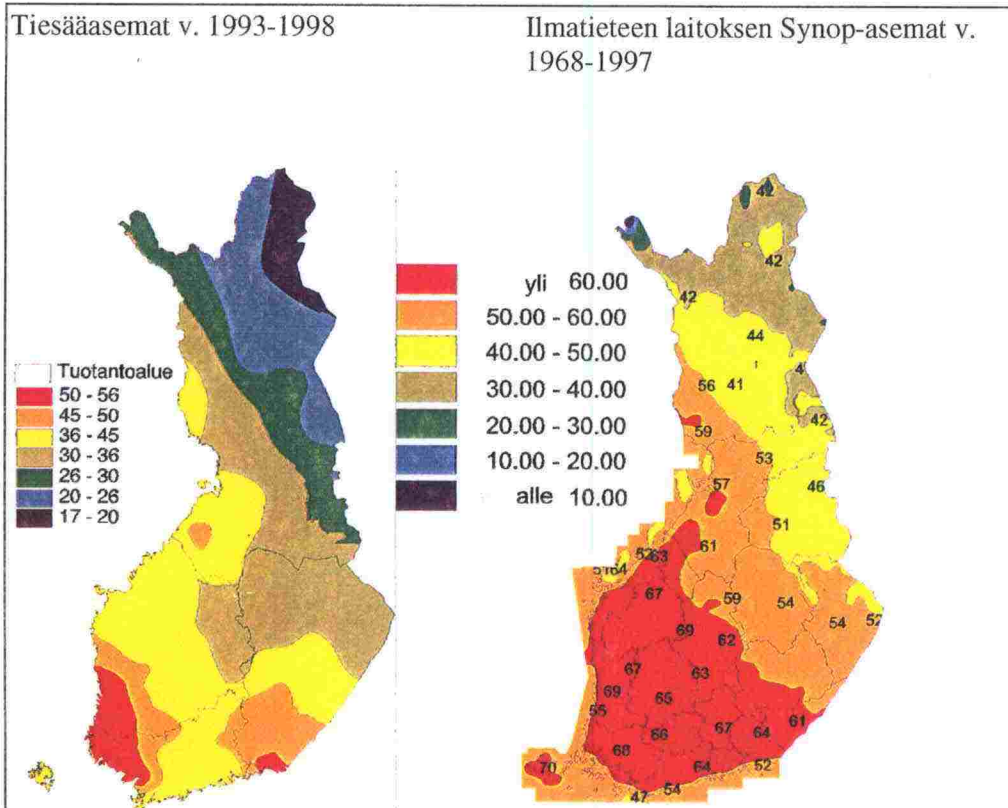 Tiesääasemat v. 1993-1998
Ilmatieteen laitoksen Synop-asemat v.
1968-1997
Tuotantoalue
50 - 56
45 - 50
36 - 45
30 - 36
26 - 30
20 - 26
17 - 20
yli 60.00
50.00 - 60.00
40.00 - 50.00
30.00 - 40.00
20.00 - 30.00
10.00 - 20.00
alle 10.00
42
42
42
44
56
41
42
59
53
57
46
51
61
52
63
67
59
54
54
52
69
62
67
63
69
65
55
61
67
64
66
68
70
64
52
54
47